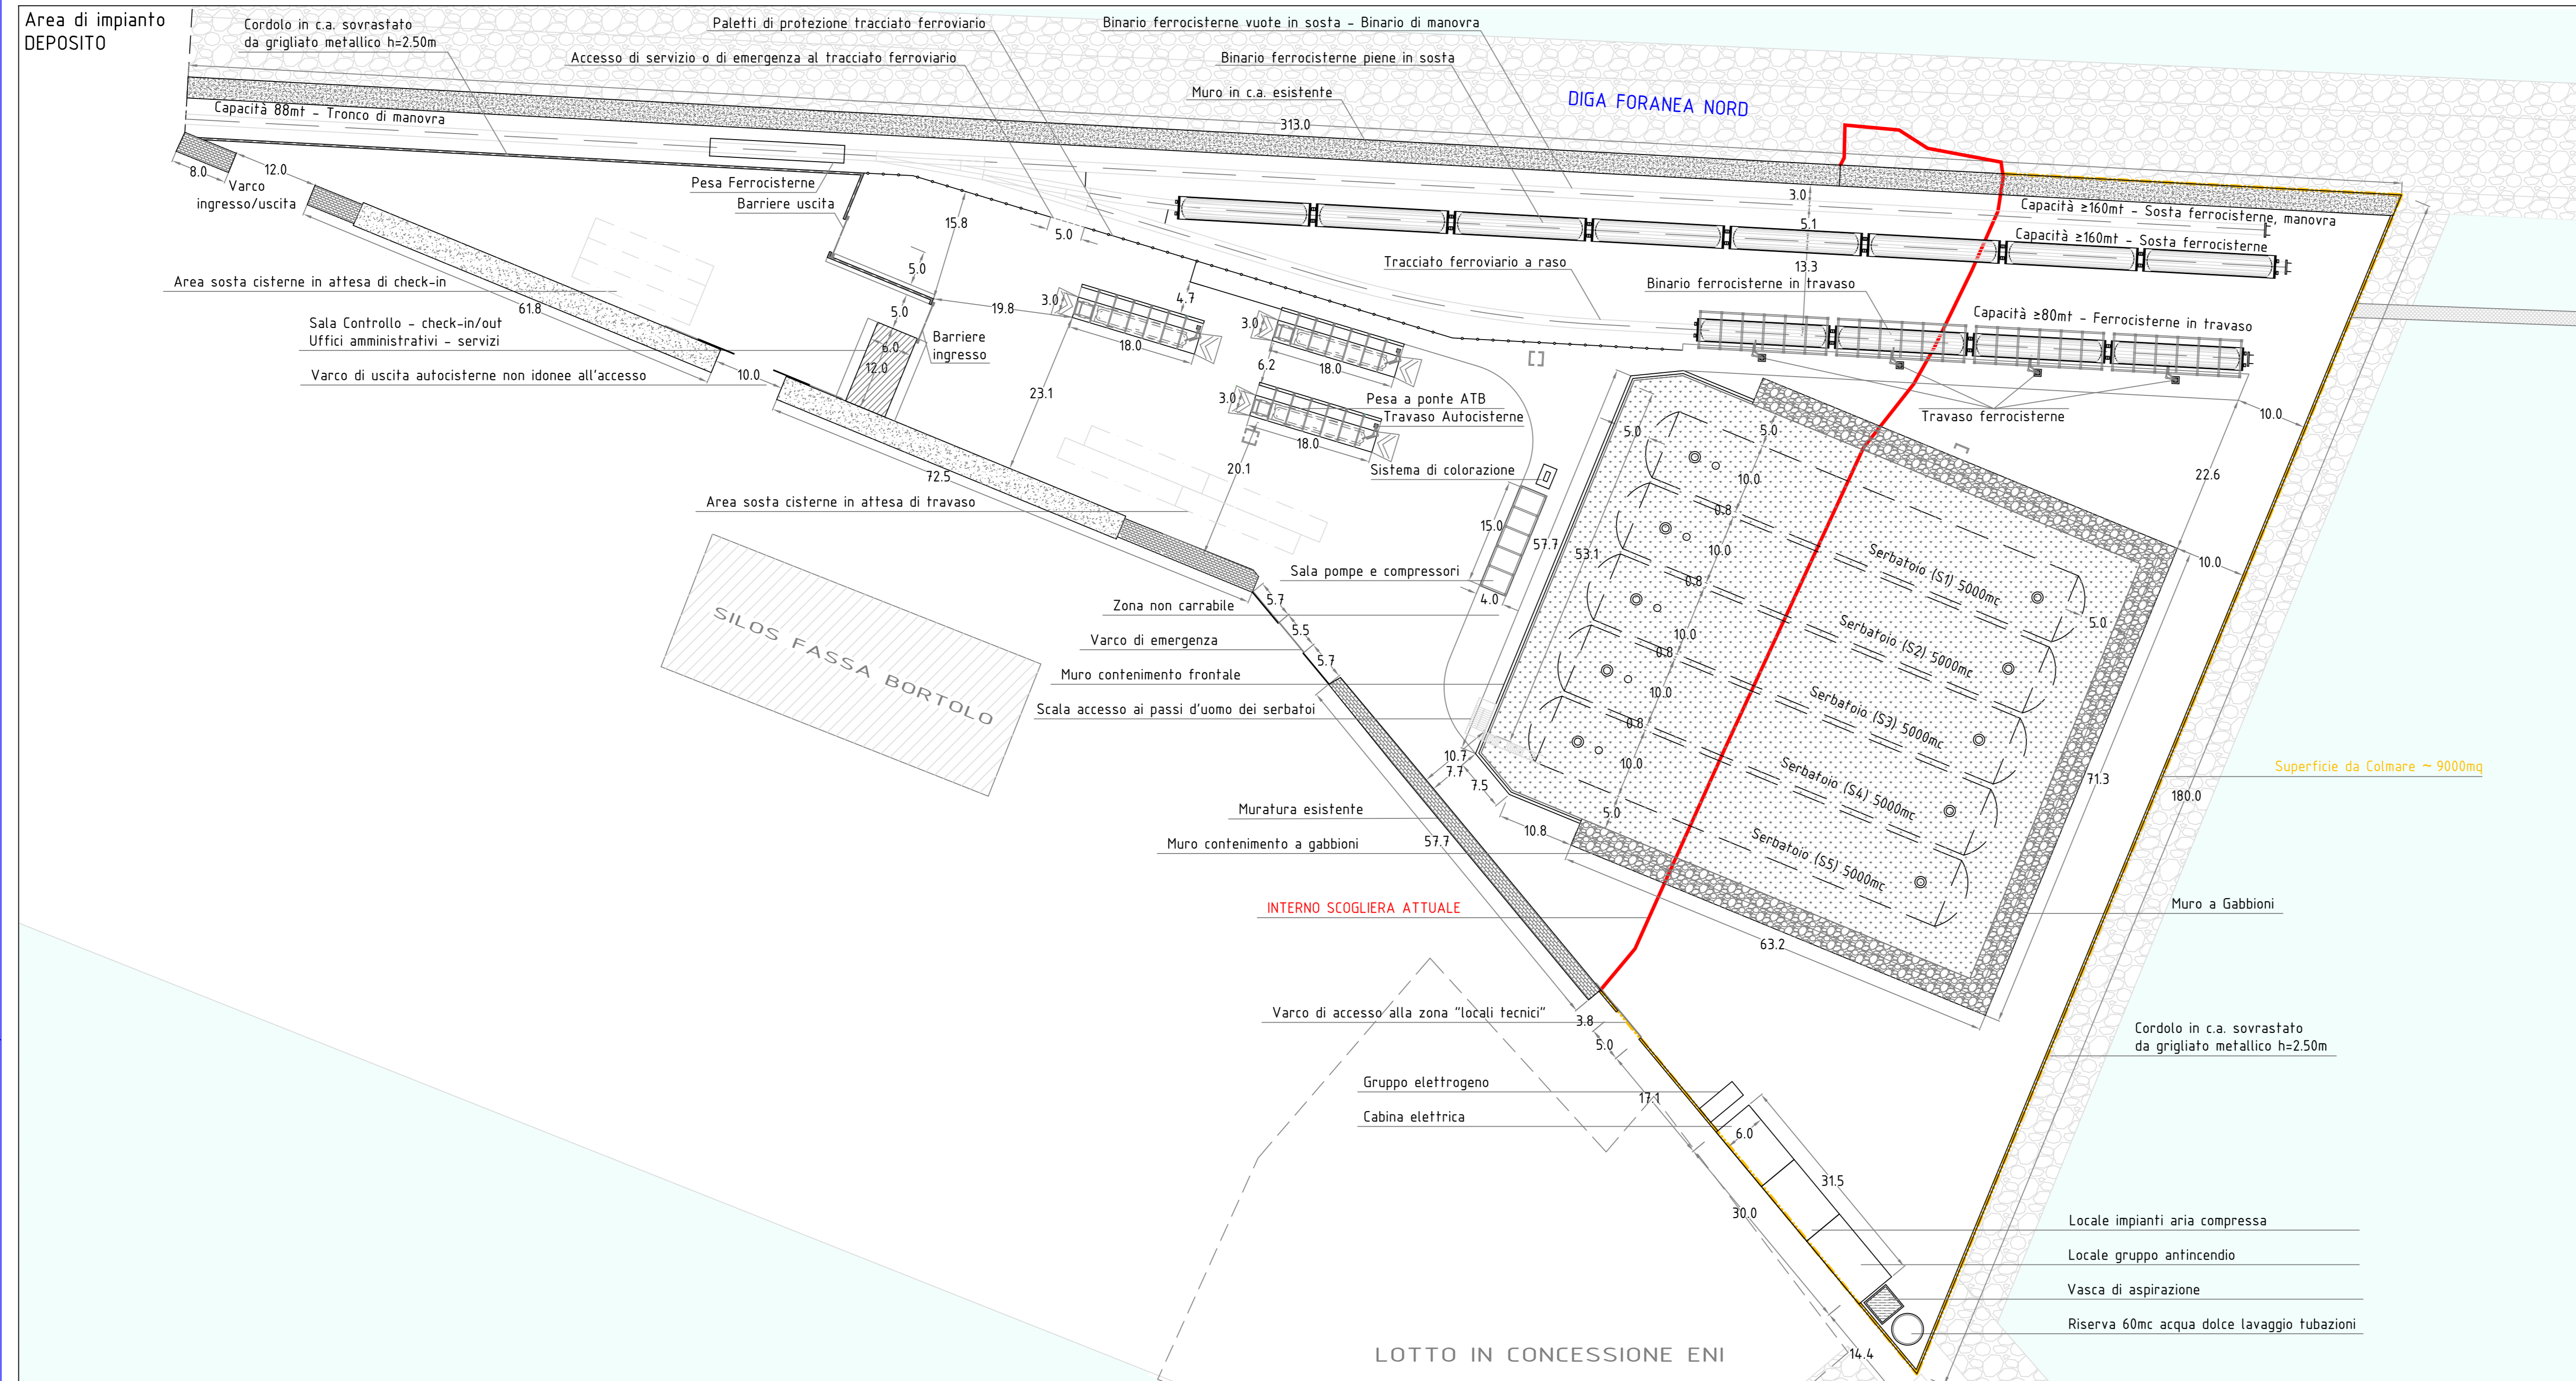 Area di impianto
DEPOSITO
Cordolo in c.a. sovrastato
da grigliato metallico h=2.50m
Paletti di protezione tracciato ferroviario
Accesso di servizio o di emergenza al tracciato ferroviario
Binario ferrocisterne vuote in sosta - Binario di manovra
Binario ferrocisterne piene in sosta
Muro in c.a. esistente
DIGA FORANEA NORD
313.0
Capacità 88mt - Tronco di manovra
8.0
12.0
Varco
ingresso/uscita
Pesa Ferrocisterne
Barriere uscita
15.8
5.0
3.0
5.1
13.3
Capacità ≥160mt - Sosta ferrocisterne, manovra
Capacità ≥160mt - Sosta ferrocisterne
Tracciato ferroviario a raso
Binario ferrocisterne in travaso
Capacità ≥80mt - Ferrocisterne in travaso
Travaso ferrocisterne
Area sosta cisterne in attesa di check-in
61.8
5.0
5.0
19.8
3.0
4.7
18.0
3.0
6.2
18.0
3.0
18.0
Sala Controllo - check-in/out
Uffici amministrativi - servizi
6.0
12.0
Barriere
ingresso
Varco di uscita autocisterne non idonee all'accesso
10.0
23.1
Pesa a ponte ATB
Travaso Autocisterne
72.5
20.1
Area sosta cisterne in attesa di travaso
Sistema di colorazione
15.0
57.7
53.1
4.0
Sala pompe e compressori
Zona non carrabile
Varco di emergenza
Muro contenimento frontale
Scala accesso ai passi d'uomo dei serbatoi
5.7
5.5
5.7
SILOS FASSA BORTOLO
5.0
5.0
10.0
0.8
10.0
0.8
10.0
0.8
10.0
0.8
10.0
5.0
Serbatoio (S1) 5000mc
Serbatoio (S2) 5000mc
Serbatoio (S3) 5000mc
Serbatoio (S4) 5000mc
Serbatoio (S5) 5000mc
5.0
10.0
22.6
10.0
71.3
180.0
Superficie da Colmare ~ 9000mq
10.7
7.7
7.5
10.8
Muratura esistente
Muro contenimento a gabbioni
57.7
INTERNO SCOGLIERA ATTUALE
63.2
Muro a Gabbioni
Varco di accesso alla zona "locali tecnici"
3.8
5.0
Cordolo in c.a. sovrastato
da grigliato metallico h=2.50m
Gruppo elettrogeno
Cabina elettrica
17.1
6.0
31.5
30.0
Locale impianti aria compressa
Locale gruppo antincendio
Vasca di aspirazione
Riserva 60mc acqua dolce lavaggio tubazioni
14.4
LOTTO IN CONCESSIONE ENI